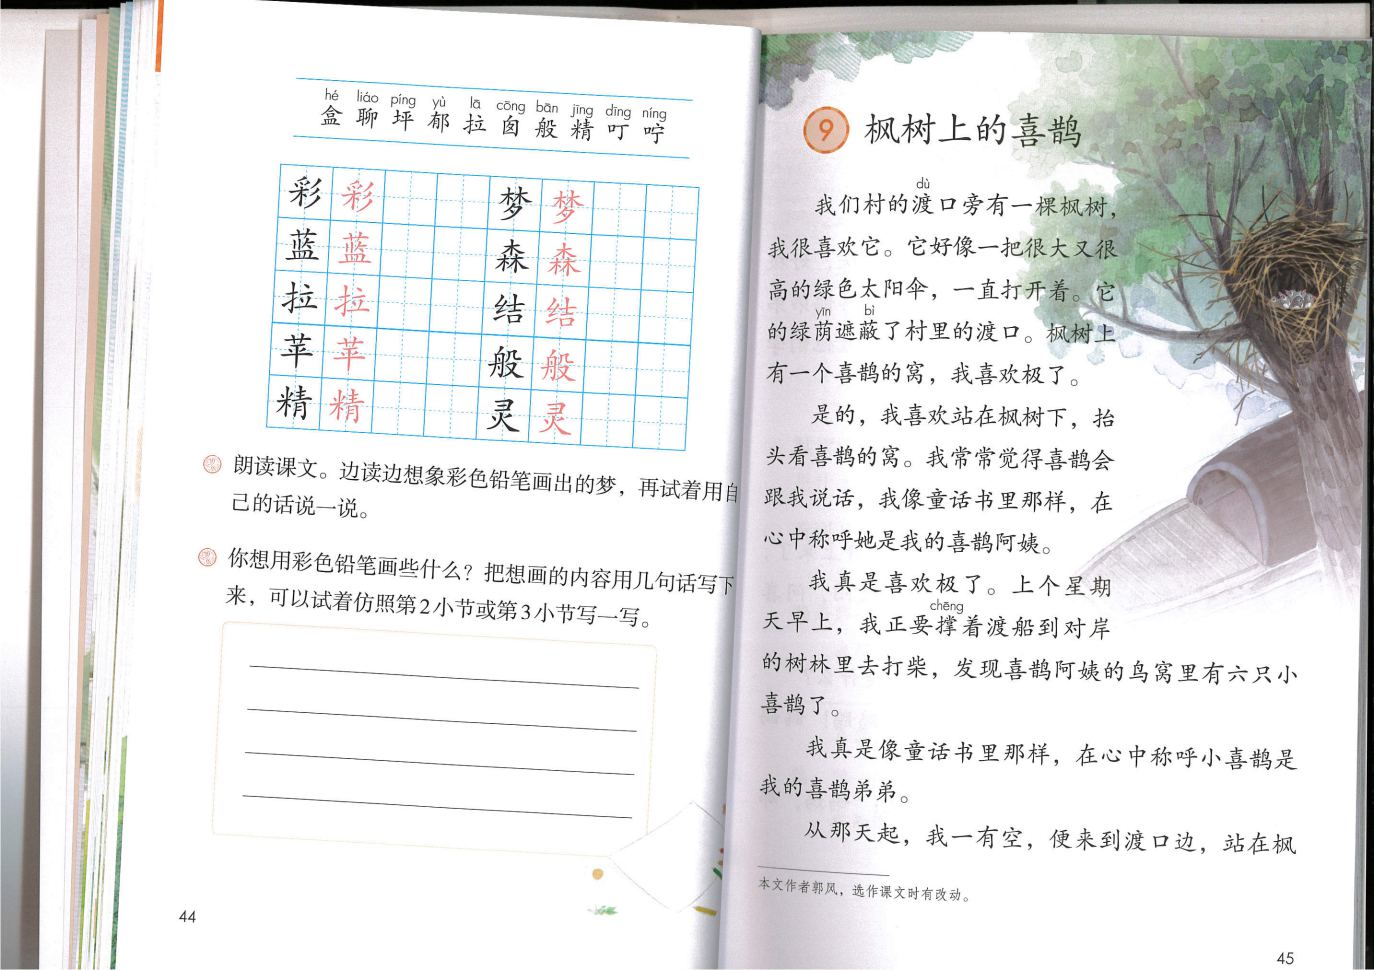 hé liáo píng yù lā cōng bān jīng dīng níng
盒 聊 坪 郁 拉 囱 般 精 叮 咛
彩 彩 梦 梦
蓝 蓝 森 森
拉 拉 结 结
苹 苹 般 般
精 精 灵 灵
朗读课文。边读边想象彩色铅笔画出的梦，再试着用自
己的话说一说。
你想用彩色铅笔画些什么？把想画的内容用几句话写下
来，可以试着仿照第2小节或第3小节写一写。
44
9 枫树上的喜鹊
dù
我们村的渡口旁有一棵枫树，
我很喜欢它。它好像一把很大又很
高的绿色太阳伞，一直打开着。它
yīn bì
的绿荫遮蔽了村里的渡口。枫树上
有一个喜鹊的窝，我喜欢极了。
是的，我喜欢站在枫树下，抬
头看喜鹊的窝。我常常觉得喜鹊会
跟我说话，我像童话书里那样，在
心中称呼她是我的喜鹊阿姨。
我真是喜欢极了。上个星期
chēng
天早上，我正要撑着渡船到对岸
的树林里去打柴，发现喜鹊阿姨的鸟窝里有六只小
喜鹊了。
我真是像童话书里那样，在心中称呼小喜鹊是
我的喜鹊弟弟。
从那天起，我一有空，便来到渡口边，站在枫
本文作者郭风，选作课文时有改动。
45